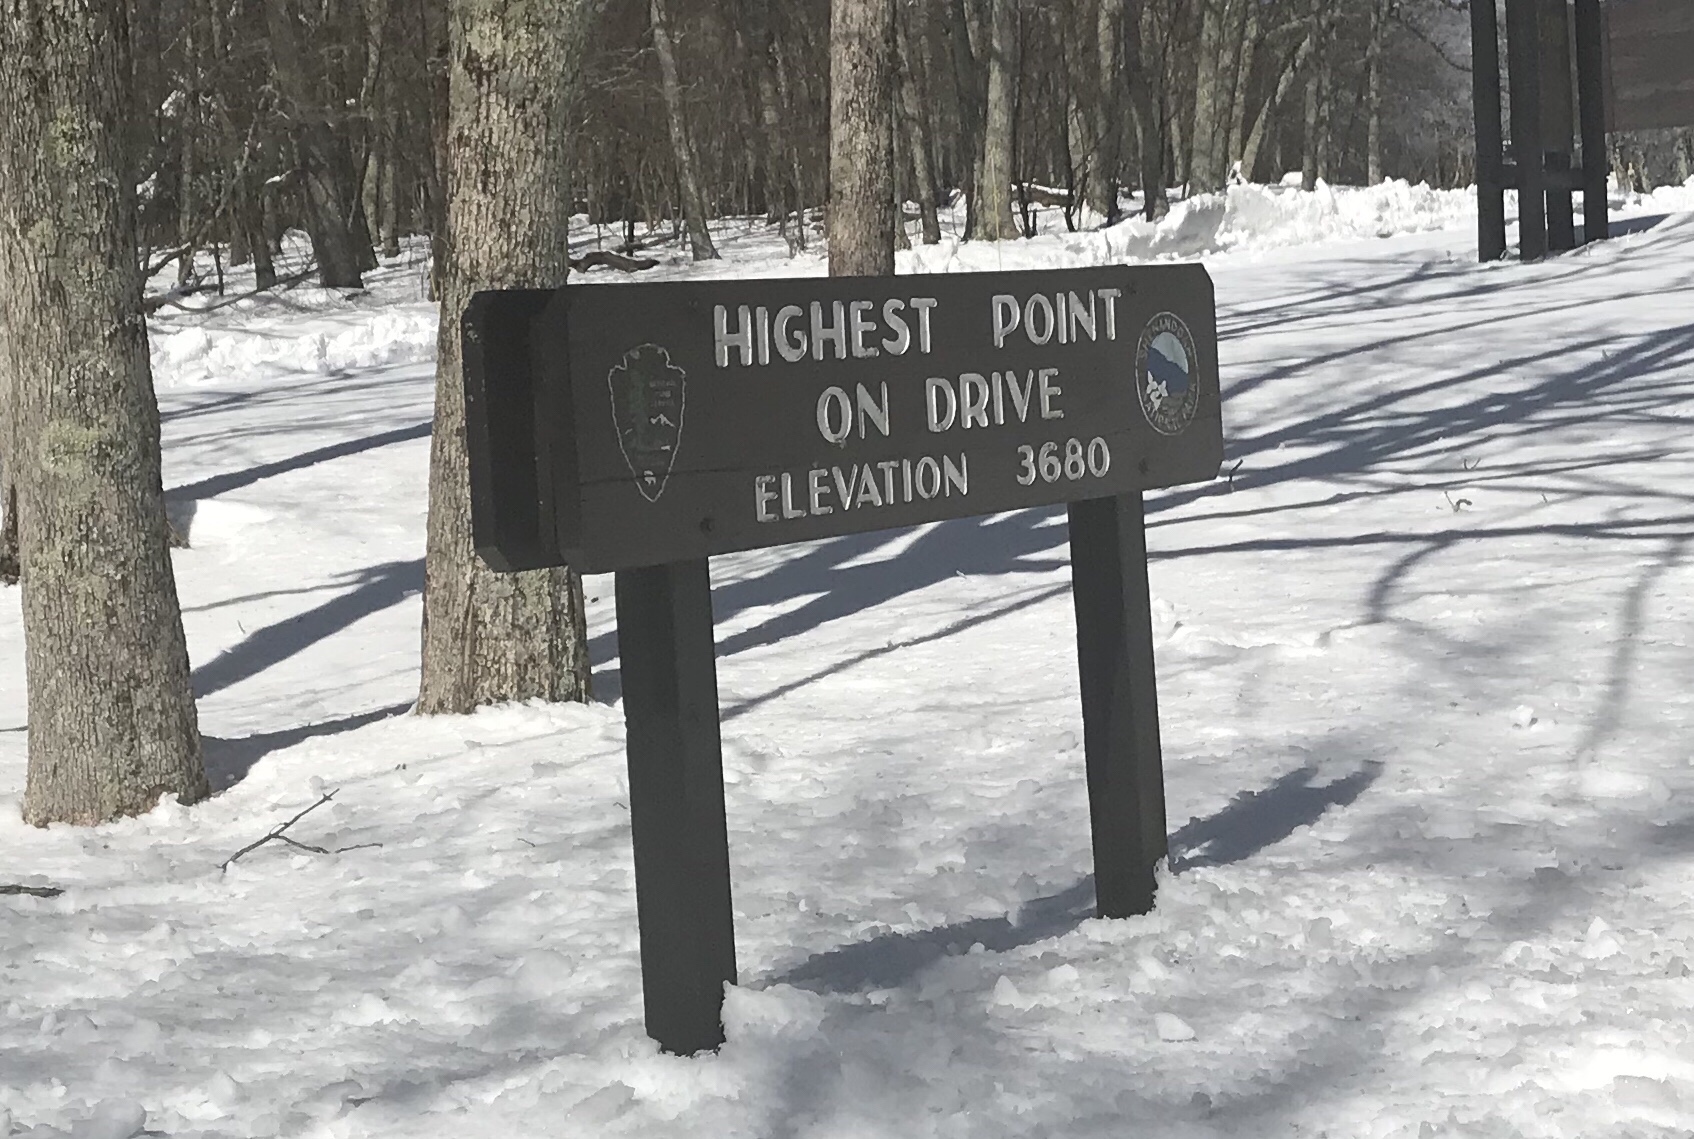 HIGHEST POINT
ON DRIVE
ELEVATION 3680